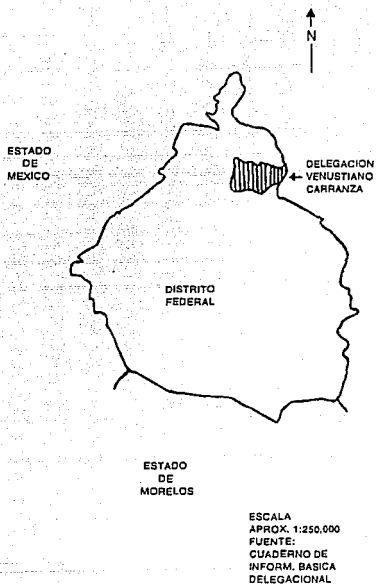 N
ESTADO
DE
MEXICO
DELEGACION
VENUSTIANO
CARRANZA
DISTRITO
FEDERAL
ESTADO
DE
MORELOS
ESCALA
APROX. 1:250,000
FUENTE:
CUADERNO DE
INFORM. BASICA
DELEGACIONAL